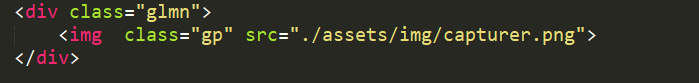 <div class="glmn">
    <img  class="gp" src="./assets/img/capturer.png">
</div>